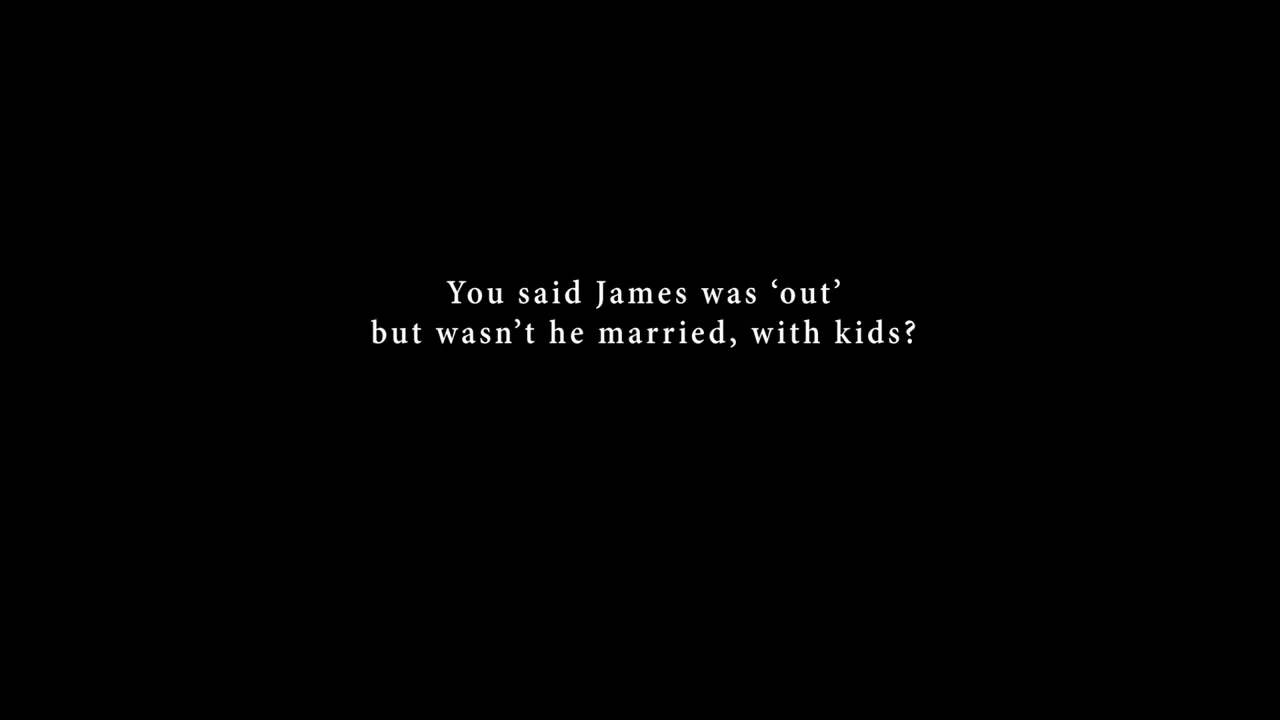 You said James was ‘out’
but wasn’t he married, with kids?